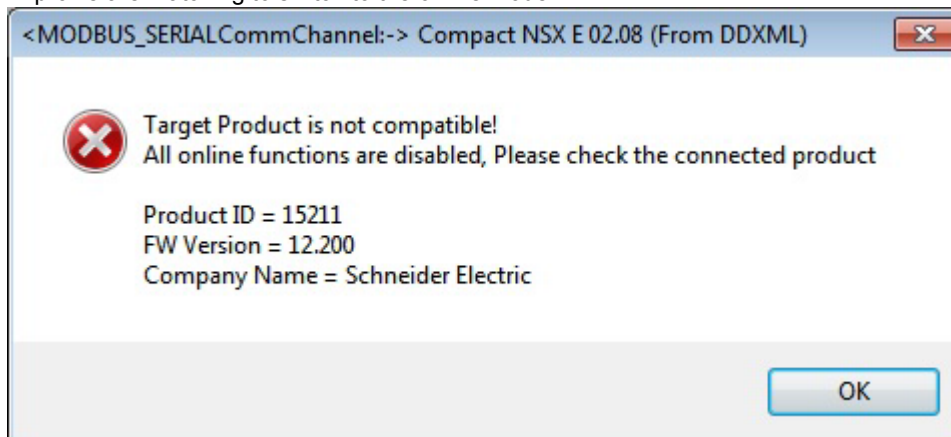 <MODBUS_SERIALCommChannel:-> Compact NSX E 02.08 (From DDXML)
Target Product is not compatible!
All online functions are disabled, Please check the connected product
Product ID = 15211
FW Version = 12.200
Company Name = Schneider Electric
OK